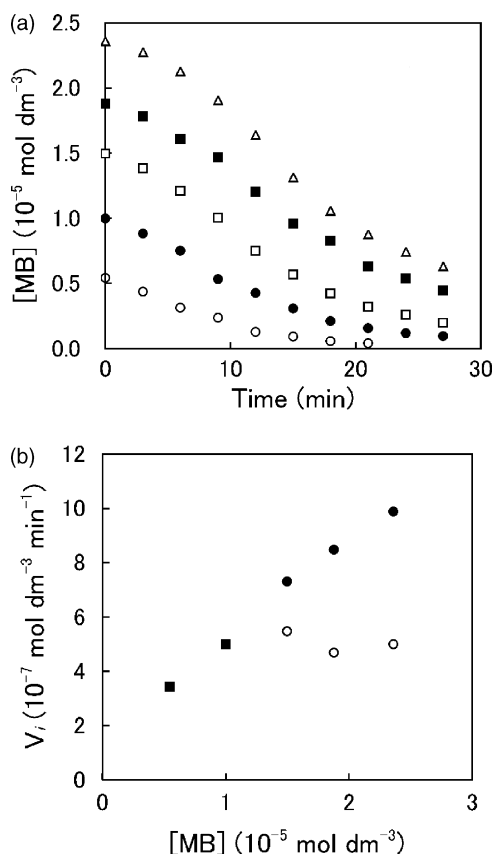 (a)
2.5
2.0
1.5
1.0
0.5
0.0
[MB] (10⁻⁵ mol dm⁻³)
0 10 20 30
Time (min)
(b)
12
10
8
6
4
2
0
Vᵢ (10⁻⁷ mol dm⁻³ min⁻¹)
0 1 2 3
[MB] (10⁻⁵ mol dm⁻³)